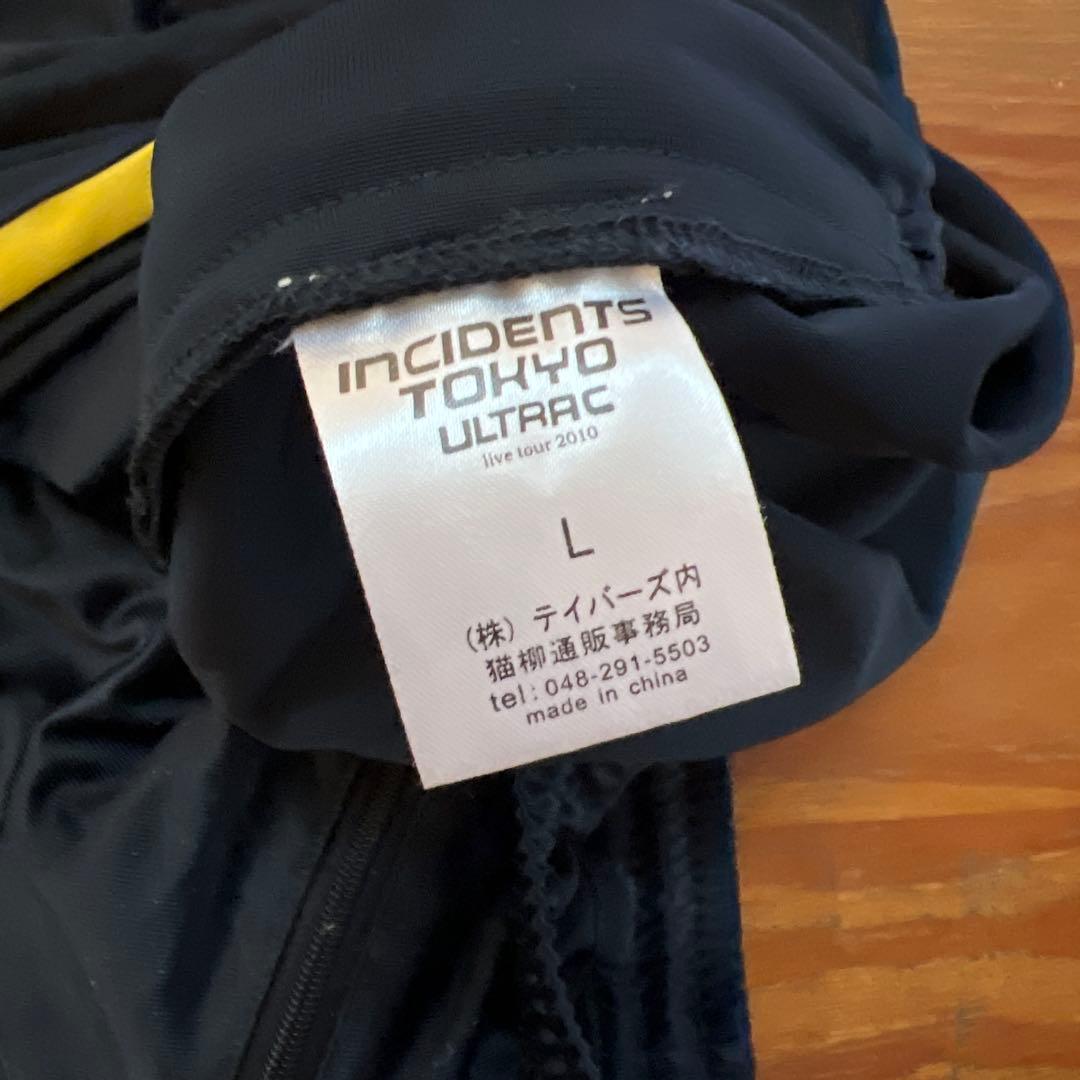 INCIDENTS
TOKYO
ULTRA C
live tour 2010
L
(株) テイバーズ内
猫柳通販事務局
tel:048-291-5503
made in china